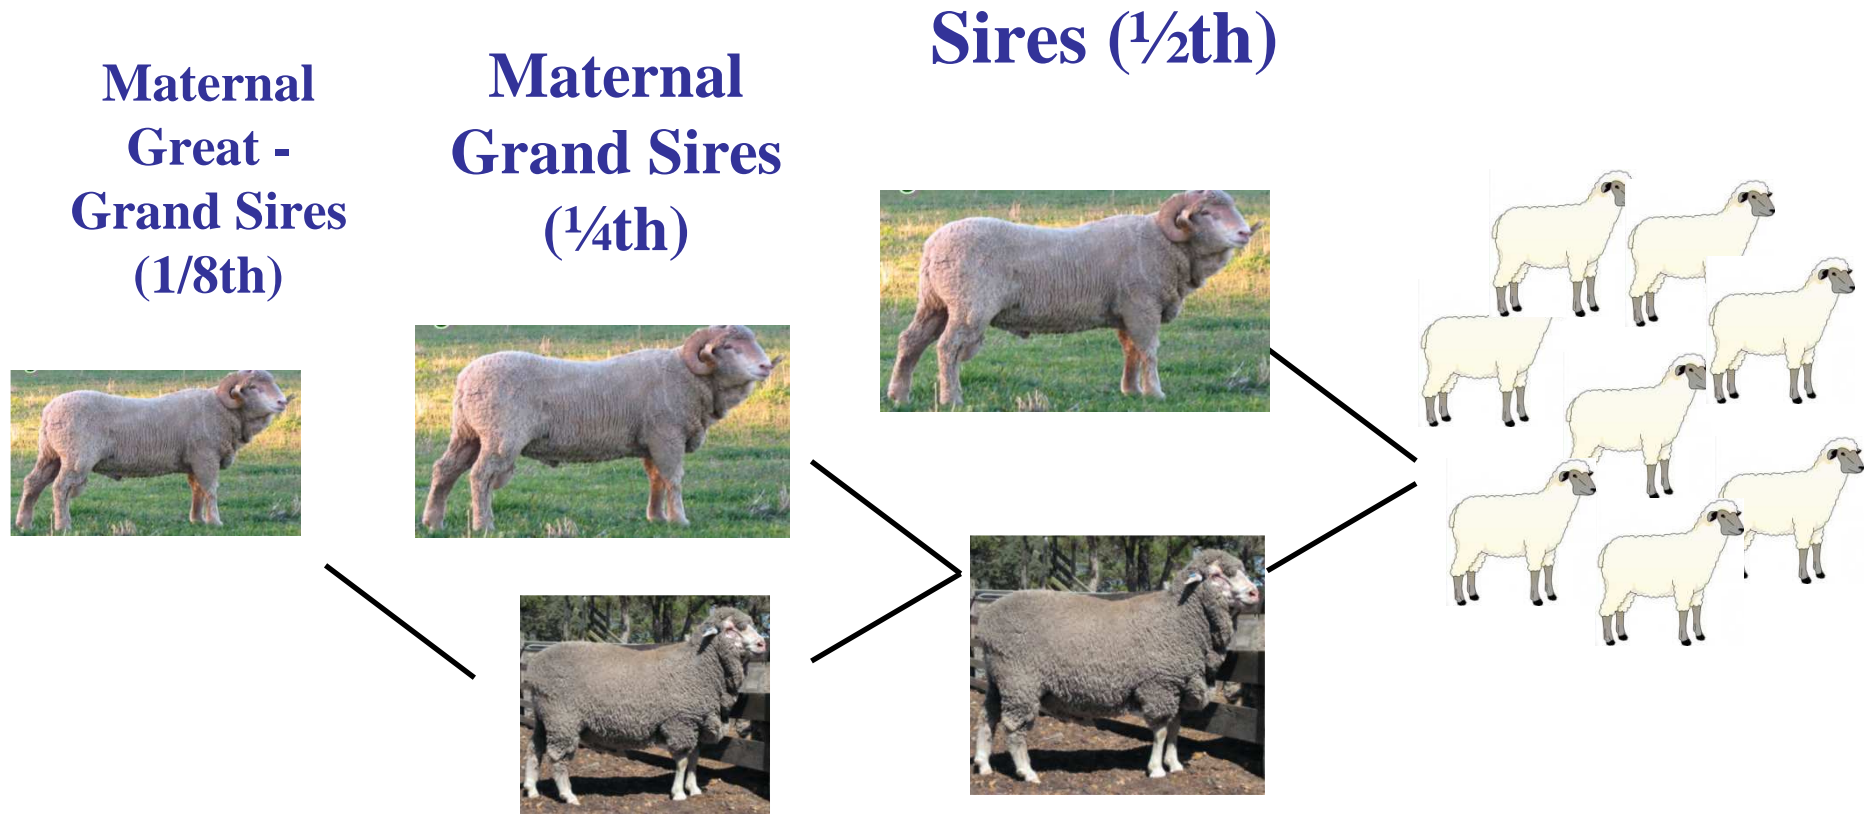 Maternal
Great -
Grand Sires
(1/8th)
Maternal
Grand Sires
(¼th)
Sires (½th)